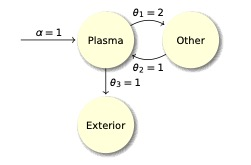 θ₁ = 2
α = 1
Plasma
Other
θ₂ = 1
θ₃ = 1
Exterior